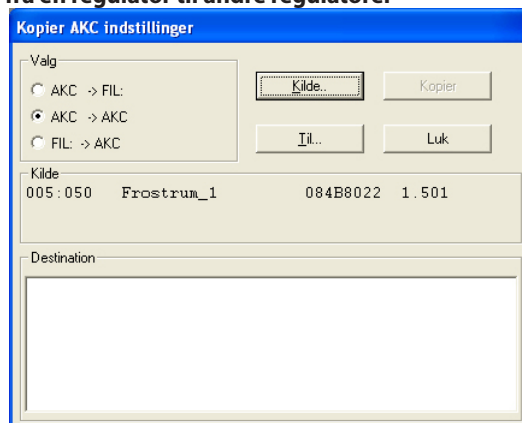 fra en regulator til andre regulatorer
Kopier AKC indstillinger
Valg
AKC -> FIL:
AKC -> AKC
FIL: -> AKC
Kilde..
Kopier
Til...
Luk
Kilde
005:050 Frostrum_1 084B8022 1.501
Destination